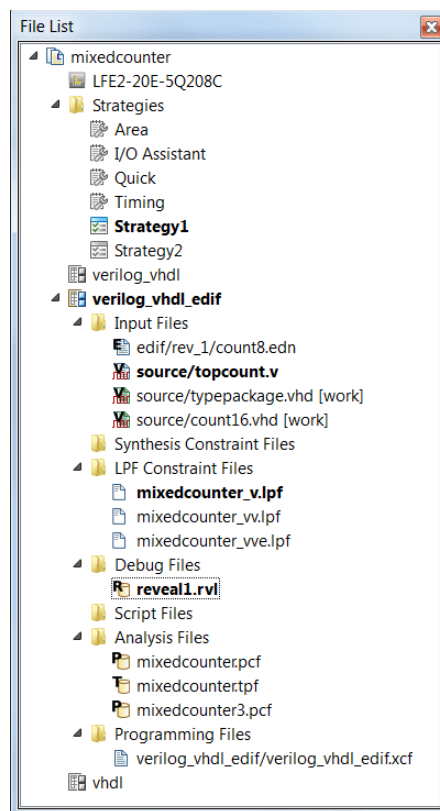 File List
mixedcounter
LFE2-20E-5Q208C
Strategies
Area
I/O Assistant
Quick
Timing
Strategy1
Strategy2
verilog_vhdl
verilog_vhdl_edif
Input Files
edif/rev_1/count8.edn
source/topcount.v
source/typepackage.vhd [work]
source/count16.vhd [work]
Synthesis Constraint Files
LPF Constraint Files
mixedcounter_v.lpf
mixedcounter_vv.lpf
mixedcounter_vve.lpf
Debug Files
reveal1.rvl
Script Files
Analysis Files
mixedcounter.pcf
mixedcounter.tpf
mixedcounter3.pcf
Programming Files
verilog_vhdl_edif/verilog_vhdl_edif.xcf
vhdl